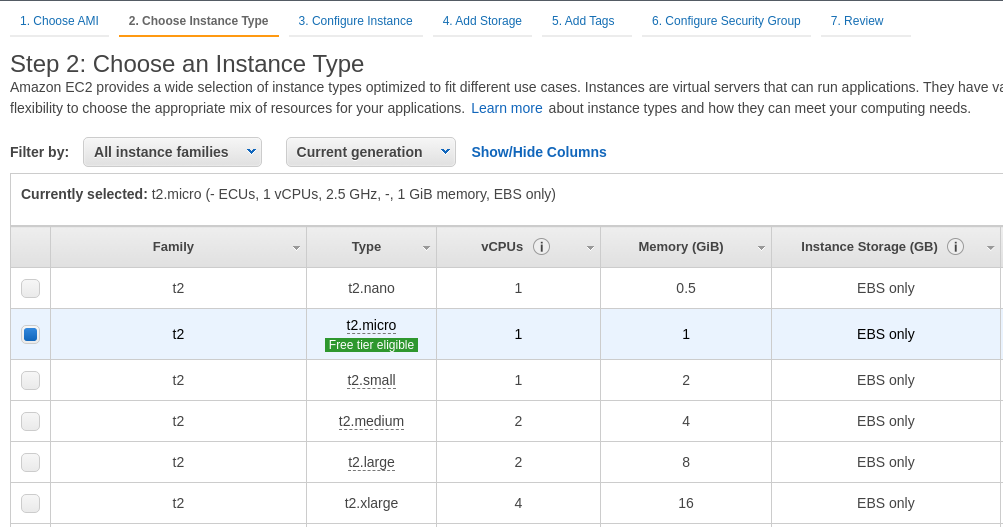 1. Choose AMI 2. Choose Instance Type 3. Configure Instance 4. Add Storage 5. Add Tags 6. Configure Security Group 7. Review
Step 2: Choose an Instance Type
Amazon EC2 provides a wide selection of instance types optimized to fit different use cases. Instances are virtual servers that can run applications. They have va
flexibility to choose the appropriate mix of resources for your applications. Learn more about instance types and how they can meet your computing needs.
Filter by: All instance families Current generation Show/Hide Columns
Currently selected: t2.micro (- ECUs, 1 vCPUs, 2.5 GHz, -, 1 GiB memory, EBS only)
Family Type vCPUs i Memory (GiB) Instance Storage (GB) i
t2 t2.nano 1 0.5 EBS only
t2 t2.micro 1 1 EBS only
Free tier eligible
t2 t2.small 1 2 EBS only
t2 t2.medium 2 4 EBS only
t2 t2.large 2 8 EBS only
t2 t2.xlarge 4 16 EBS only